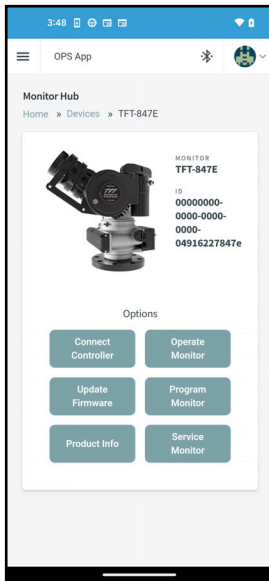 3:48
OPS App
Monitor Hub
Home » Devices » TFT-847E
MONITOR
TFT-847E
ID
00000000-
0000-0000-
0000-
04916227847e
Options
Connect
Controller
Operate
Monitor
Update
Firmware
Program
Monitor
Product Info
Service
Monitor